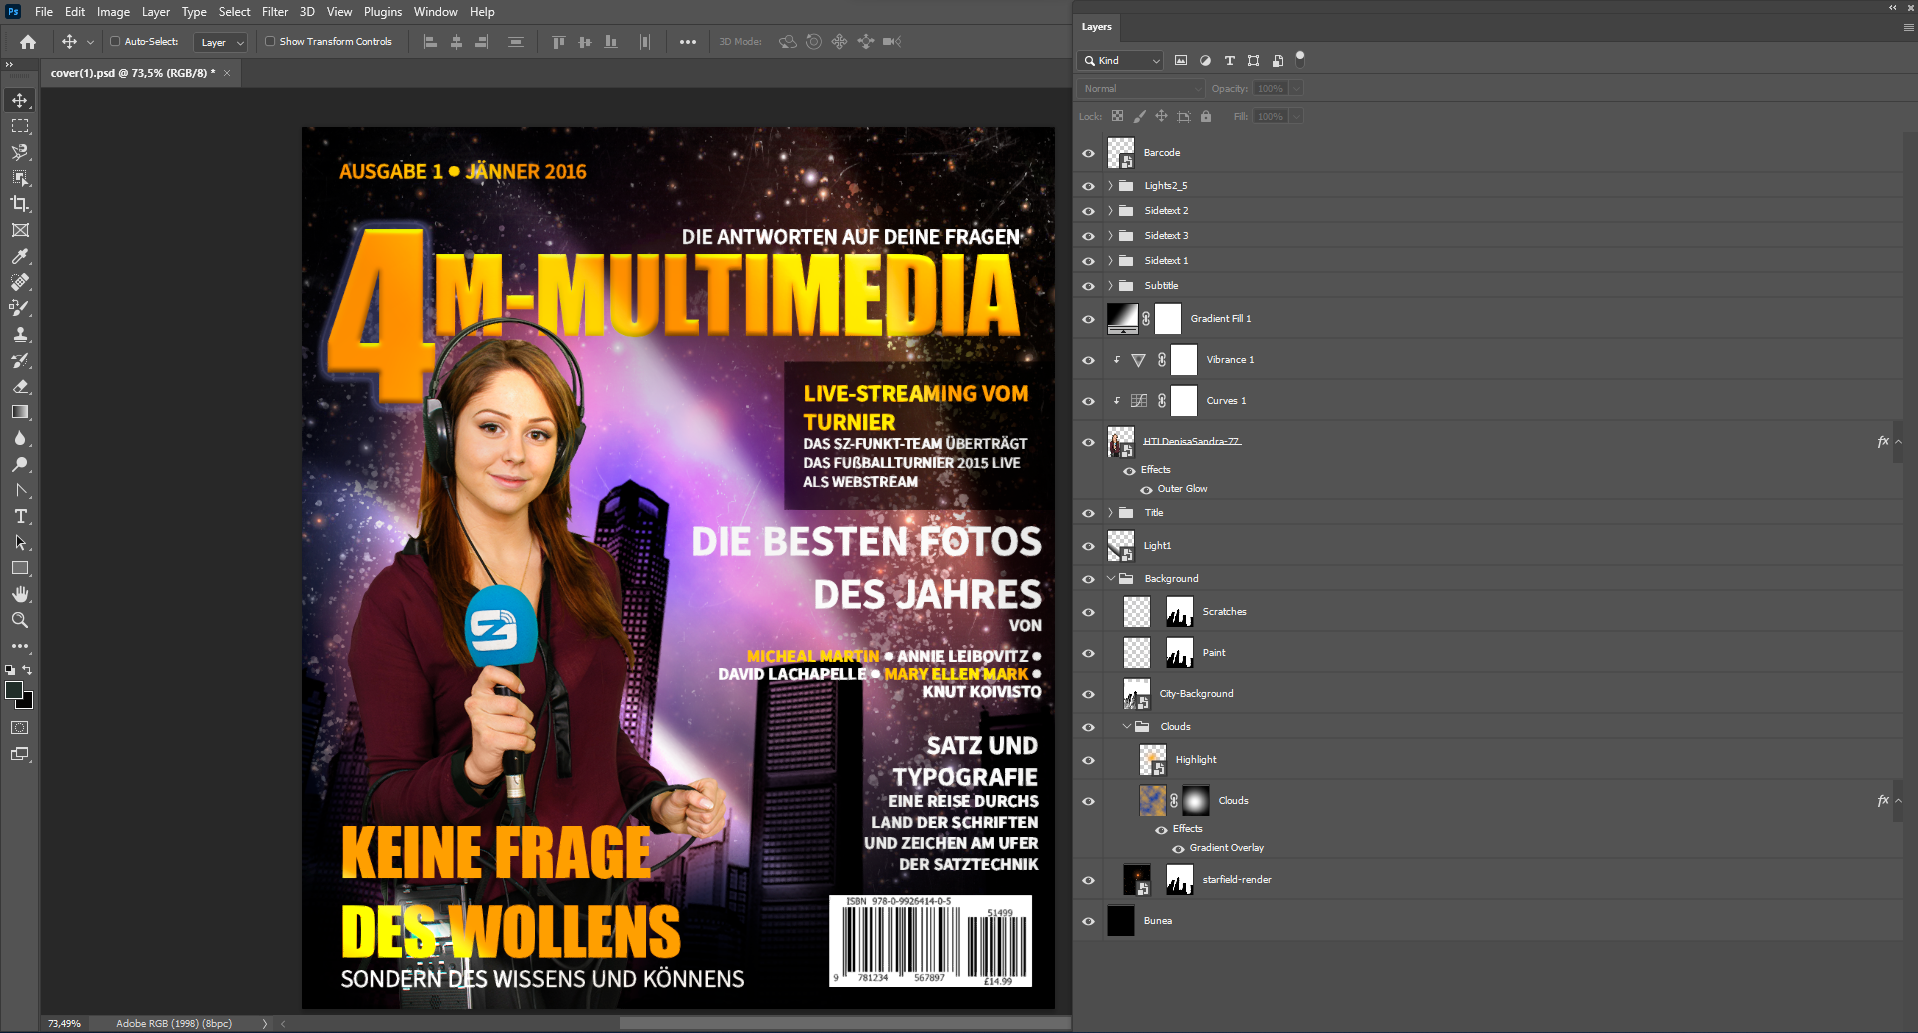 Ps File Edit Image Layer Type Select Filter 3D View Plugins Window Help
Auto-Select: Layer Show Transform Controls 3D Mode:
cover(1).psd @ 73,5% (RGB/8) *
AUSGABE 1 ● JÄNNER 2016
DIE ANTWORTEN AUF DEINE FRAGEN
4M-MULTIMEDIA
LIVE-STREAMING VOM
TURNIER
DAS SZ-FUNKT-TEAM ÜBERTRÄGT
DAS FUßBALLTURNIER 2015 LIVE
ALS WEBSTREAM
DIE BESTEN FOTOS
DES JAHRES
VON
MICHEAL MARTIN ● ANNIE LEIBOVITZ ●
DAVID LACHAPELLE ● MARY ELLEN MARK ●
KNUT KOIVISTO
SATZ UND
TYPOGRAFIE
EINE REISE DURCHS
LAND DER SCHRIFTEN
UND ZEICHEN AM UFER
DER SATZTECHNIK
KEINE FRAGE
DES WOLLENS
SONDERN DES WISSENS UND KÖNNENS
ISBN 978-0-9926414-0-5
51499
9 781234 567897
£14.99
73,49% Adobe RGB (1998) (8bpc)
Layers
Kind
Normal Opacity: 100%
Lock: Fill: 100%
Barcode
Lights2_5
Sidetext 2
Sidetext 3
Sidetext 1
Subtitle
Gradient Fill 1
Vibrance 1
Curves 1
HTLDenisaSandra-77 fx
Effects
Outer Glow
Title
Light1
Background
Scratches
Paint
City-Background
Clouds
Highlight
Clouds fx
Effects
Gradient Overlay
starfield-render
Bunea